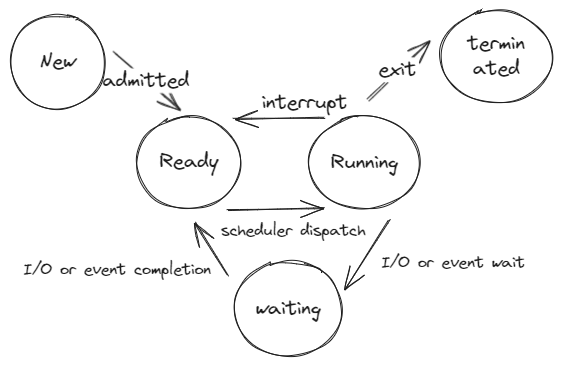 New
termin
ated
admitted
exit
interrupt
Ready
Running
scheduler dispatch
I/O or event completion
I/O or event wait
waiting